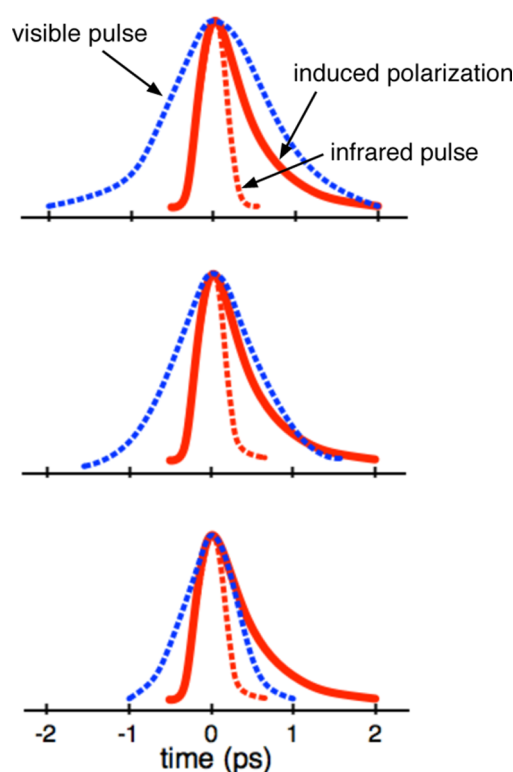 visible pulse
induced polarization
infrared pulse
-2 -1 0 1 2
time (ps)